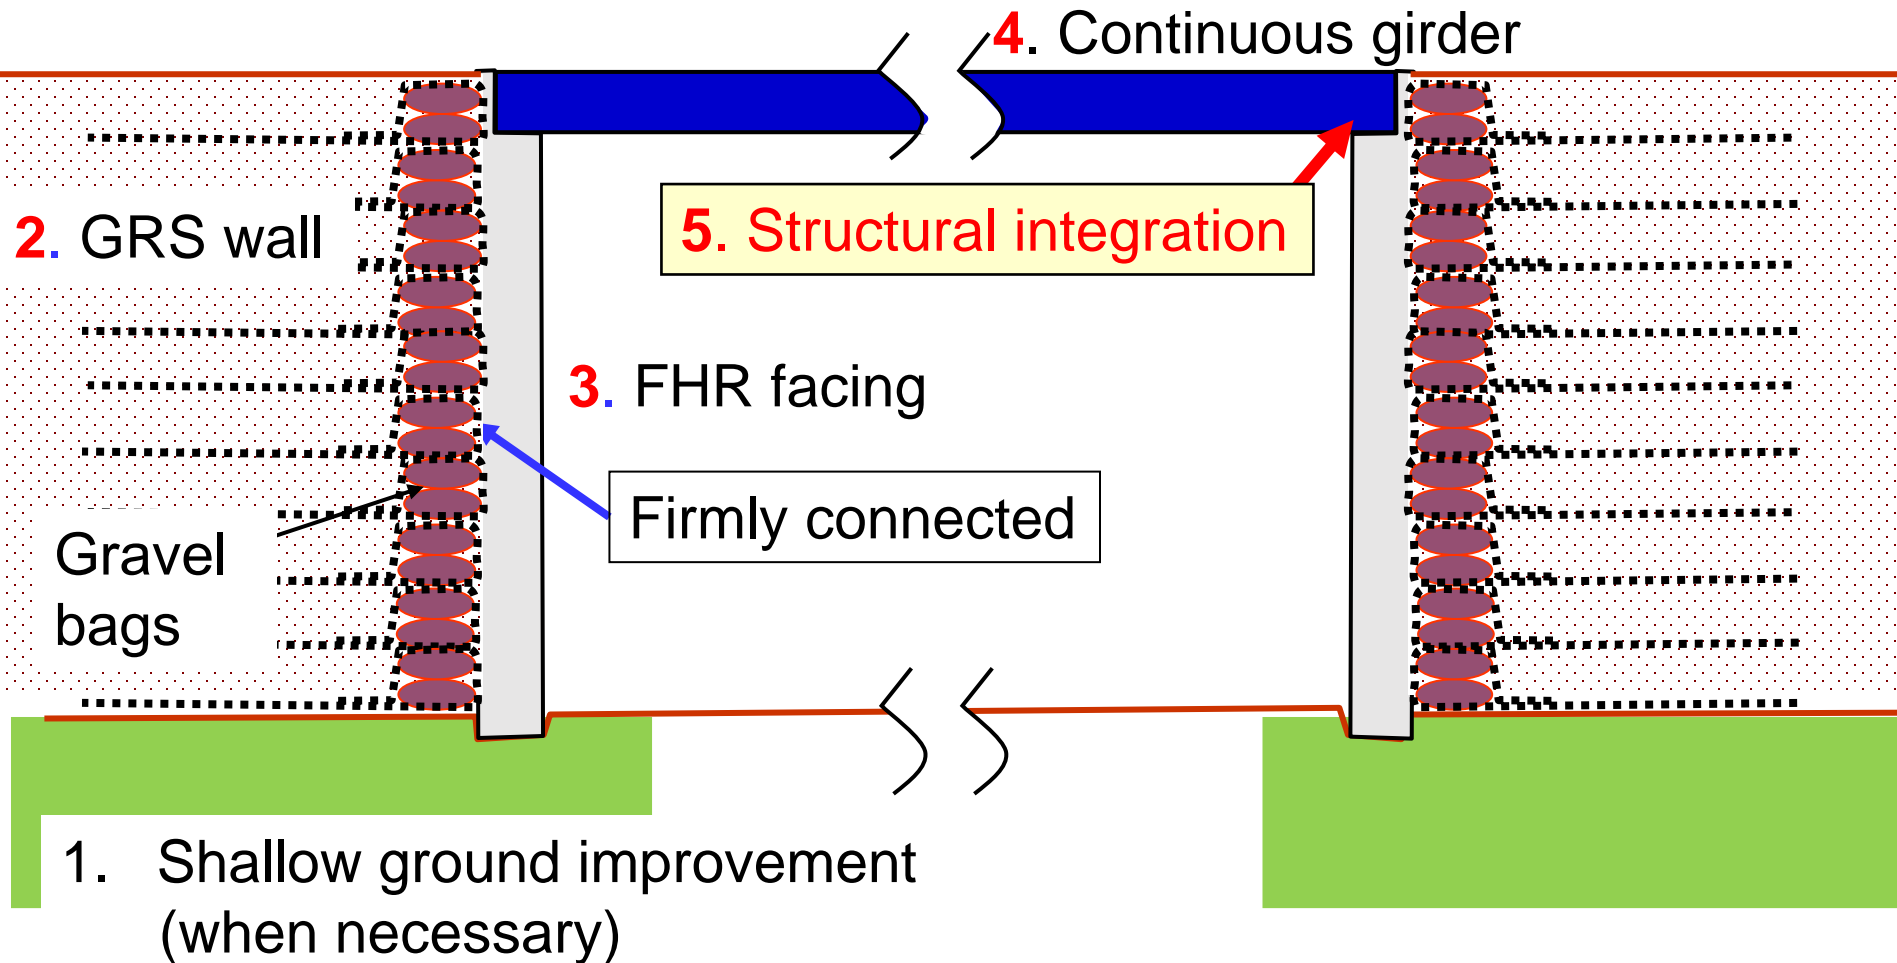 4. Continuous girder
2. GRS wall
5. Structural integration
3. FHR facing
Firmly connected
Gravel
bags
1. Shallow ground improvement
(when necessary)